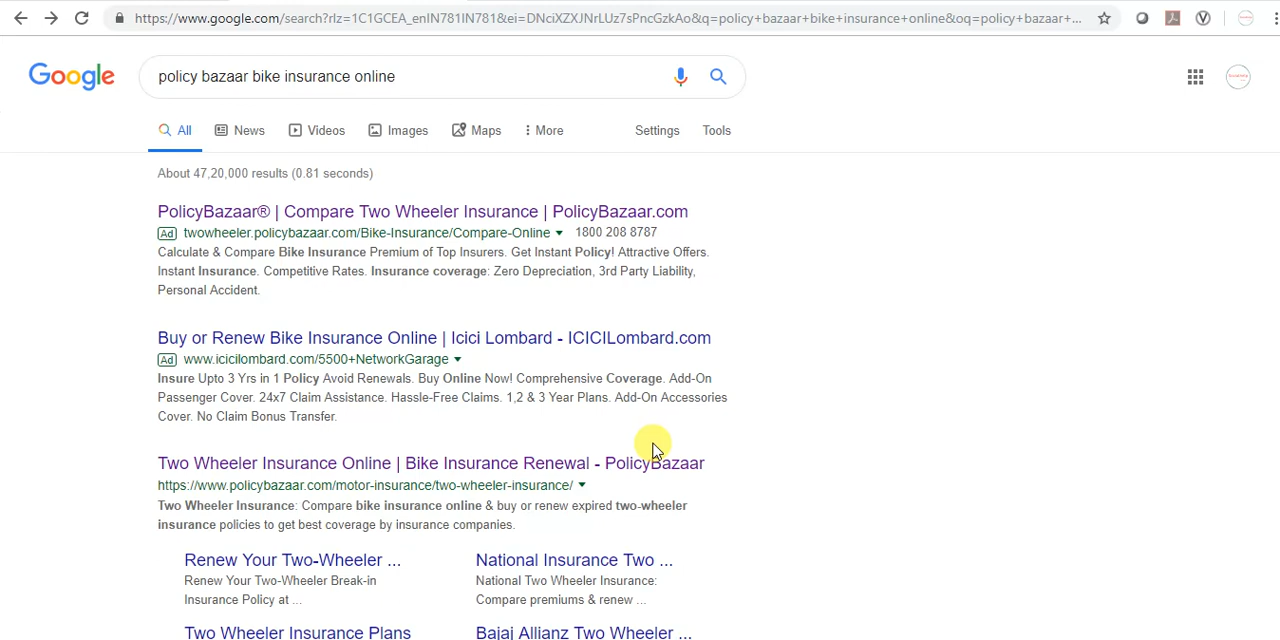 https://www.google.com/search?rlz=1C1GCEA_enIN781IN781&ei=DNciXZXJNrLUz7sPncGzkAo&q=policy+bazaar+bike+insurance+online&oq=policy+bazaar+...
Google policy bazaar bike insurance online
All News Videos Images Maps More Settings Tools
About 47,20,000 results (0.81 seconds)
PolicyBazaar® | Compare Two Wheeler Insurance | PolicyBazaar.com
Ad twowheeler.policybazaar.com/Bike-Insurance/Compare-Online 1800 208 8787
Calculate & Compare Bike Insurance Premium of Top Insurers. Get Instant Policy! Attractive Offers.
Instant Insurance. Competitive Rates. Insurance coverage: Zero Depreciation, 3rd Party Liability,
Personal Accident.
Buy or Renew Bike Insurance Online | Icici Lombard - ICICILombard.com
Ad www.icicilombard.com/5500+NetworkGarage
Insure Upto 3 Yrs in 1 Policy Avoid Renewals. Buy Online Now! Comprehensive Coverage. Add-On
Passenger Cover. 24x7 Claim Assistance. Hassle-Free Claims. 1,2 & 3 Year Plans. Add-On Accessories
Cover. No Claim Bonus Transfer.
Two Wheeler Insurance Online | Bike Insurance Renewal - PolicyBazaar
https://www.policybazaar.com/motor-insurance/two-wheeler-insurance/
Two Wheeler Insurance: Compare bike insurance online & buy or renew expired two-wheeler
insurance policies to get best coverage by insurance companies.
Renew Your Two-Wheeler ...
Renew Your Two-Wheeler Break-in
Insurance Policy at ...
National Insurance Two ...
National Two Wheeler Insurance:
Compare premiums & renew ...
Two Wheeler Insurance Plans
Bajaj Allianz Two Wheeler ...